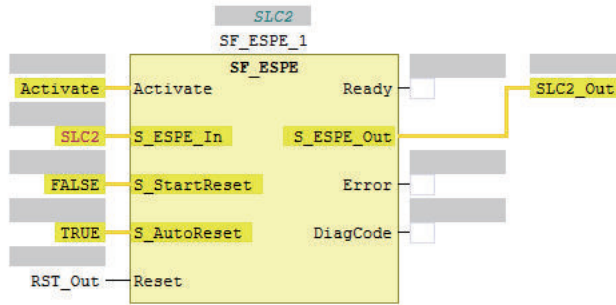 SLC2
SF_ESPE_1
SF_ESPE
Activate Activate Ready
SLC2_Out
SLC2 S_ESPE_In S_ESPE_Out
FALSE S_StartReset Error
TRUE S_AutoReset DiagCode
RST_Out Reset